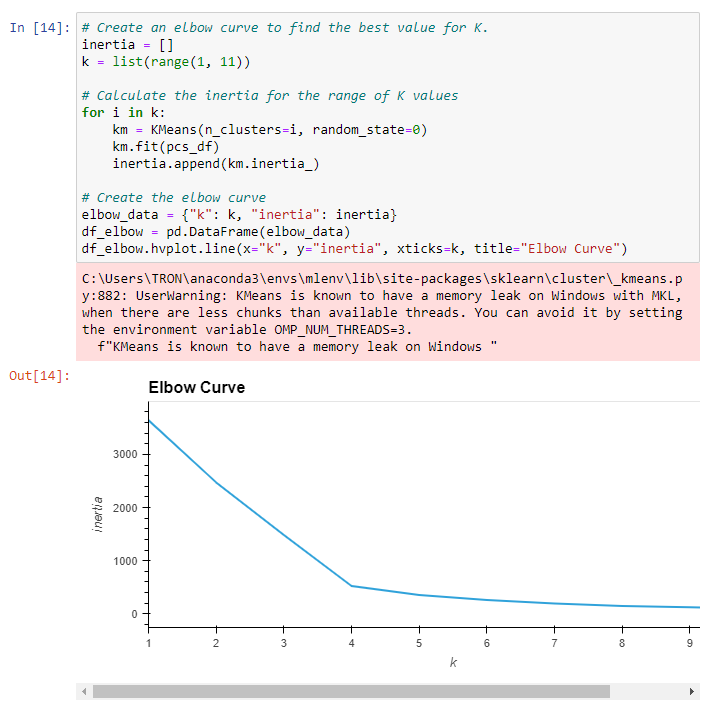 In [14]:
# Create an elbow curve to find the best value for K.
inertia = []
k = list(range(1, 11))
# Calculate the inertia for the range of K values
for i in k:
    km = KMeans(n_clusters=i, random_state=0)
    km.fit(pcs_df)
    inertia.append(km.inertia_)
# Create the elbow curve
elbow_data = {"k": k, "inertia": inertia}
df_elbow = pd.DataFrame(elbow_data)
df_elbow.hvplot.line(x="k", y="inertia", xticks=k, title="Elbow Curve")
C:\Users\TRON\anaconda3\envs\mlenv\lib\site-packages\sklearn\cluster\_kmeans.p
y:882: UserWarning: KMeans is known to have a memory leak on Windows with MKL,
when there are less chunks than available threads. You can avoid it by setting
the environment variable OMP_NUM_THREADS=3.
  f"KMeans is known to have a memory leak on Windows "
Out[14]:
Elbow Curve
3000
2000
1000
0
inertia
1 2 3 4 5 6 7 8 9
k